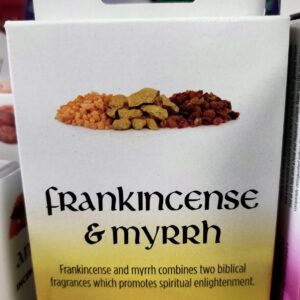 FRANKINCENSE
& MYRRH
Frankincense and myrrh combines two biblical
fragrances which promotes spiritual enlightenment.